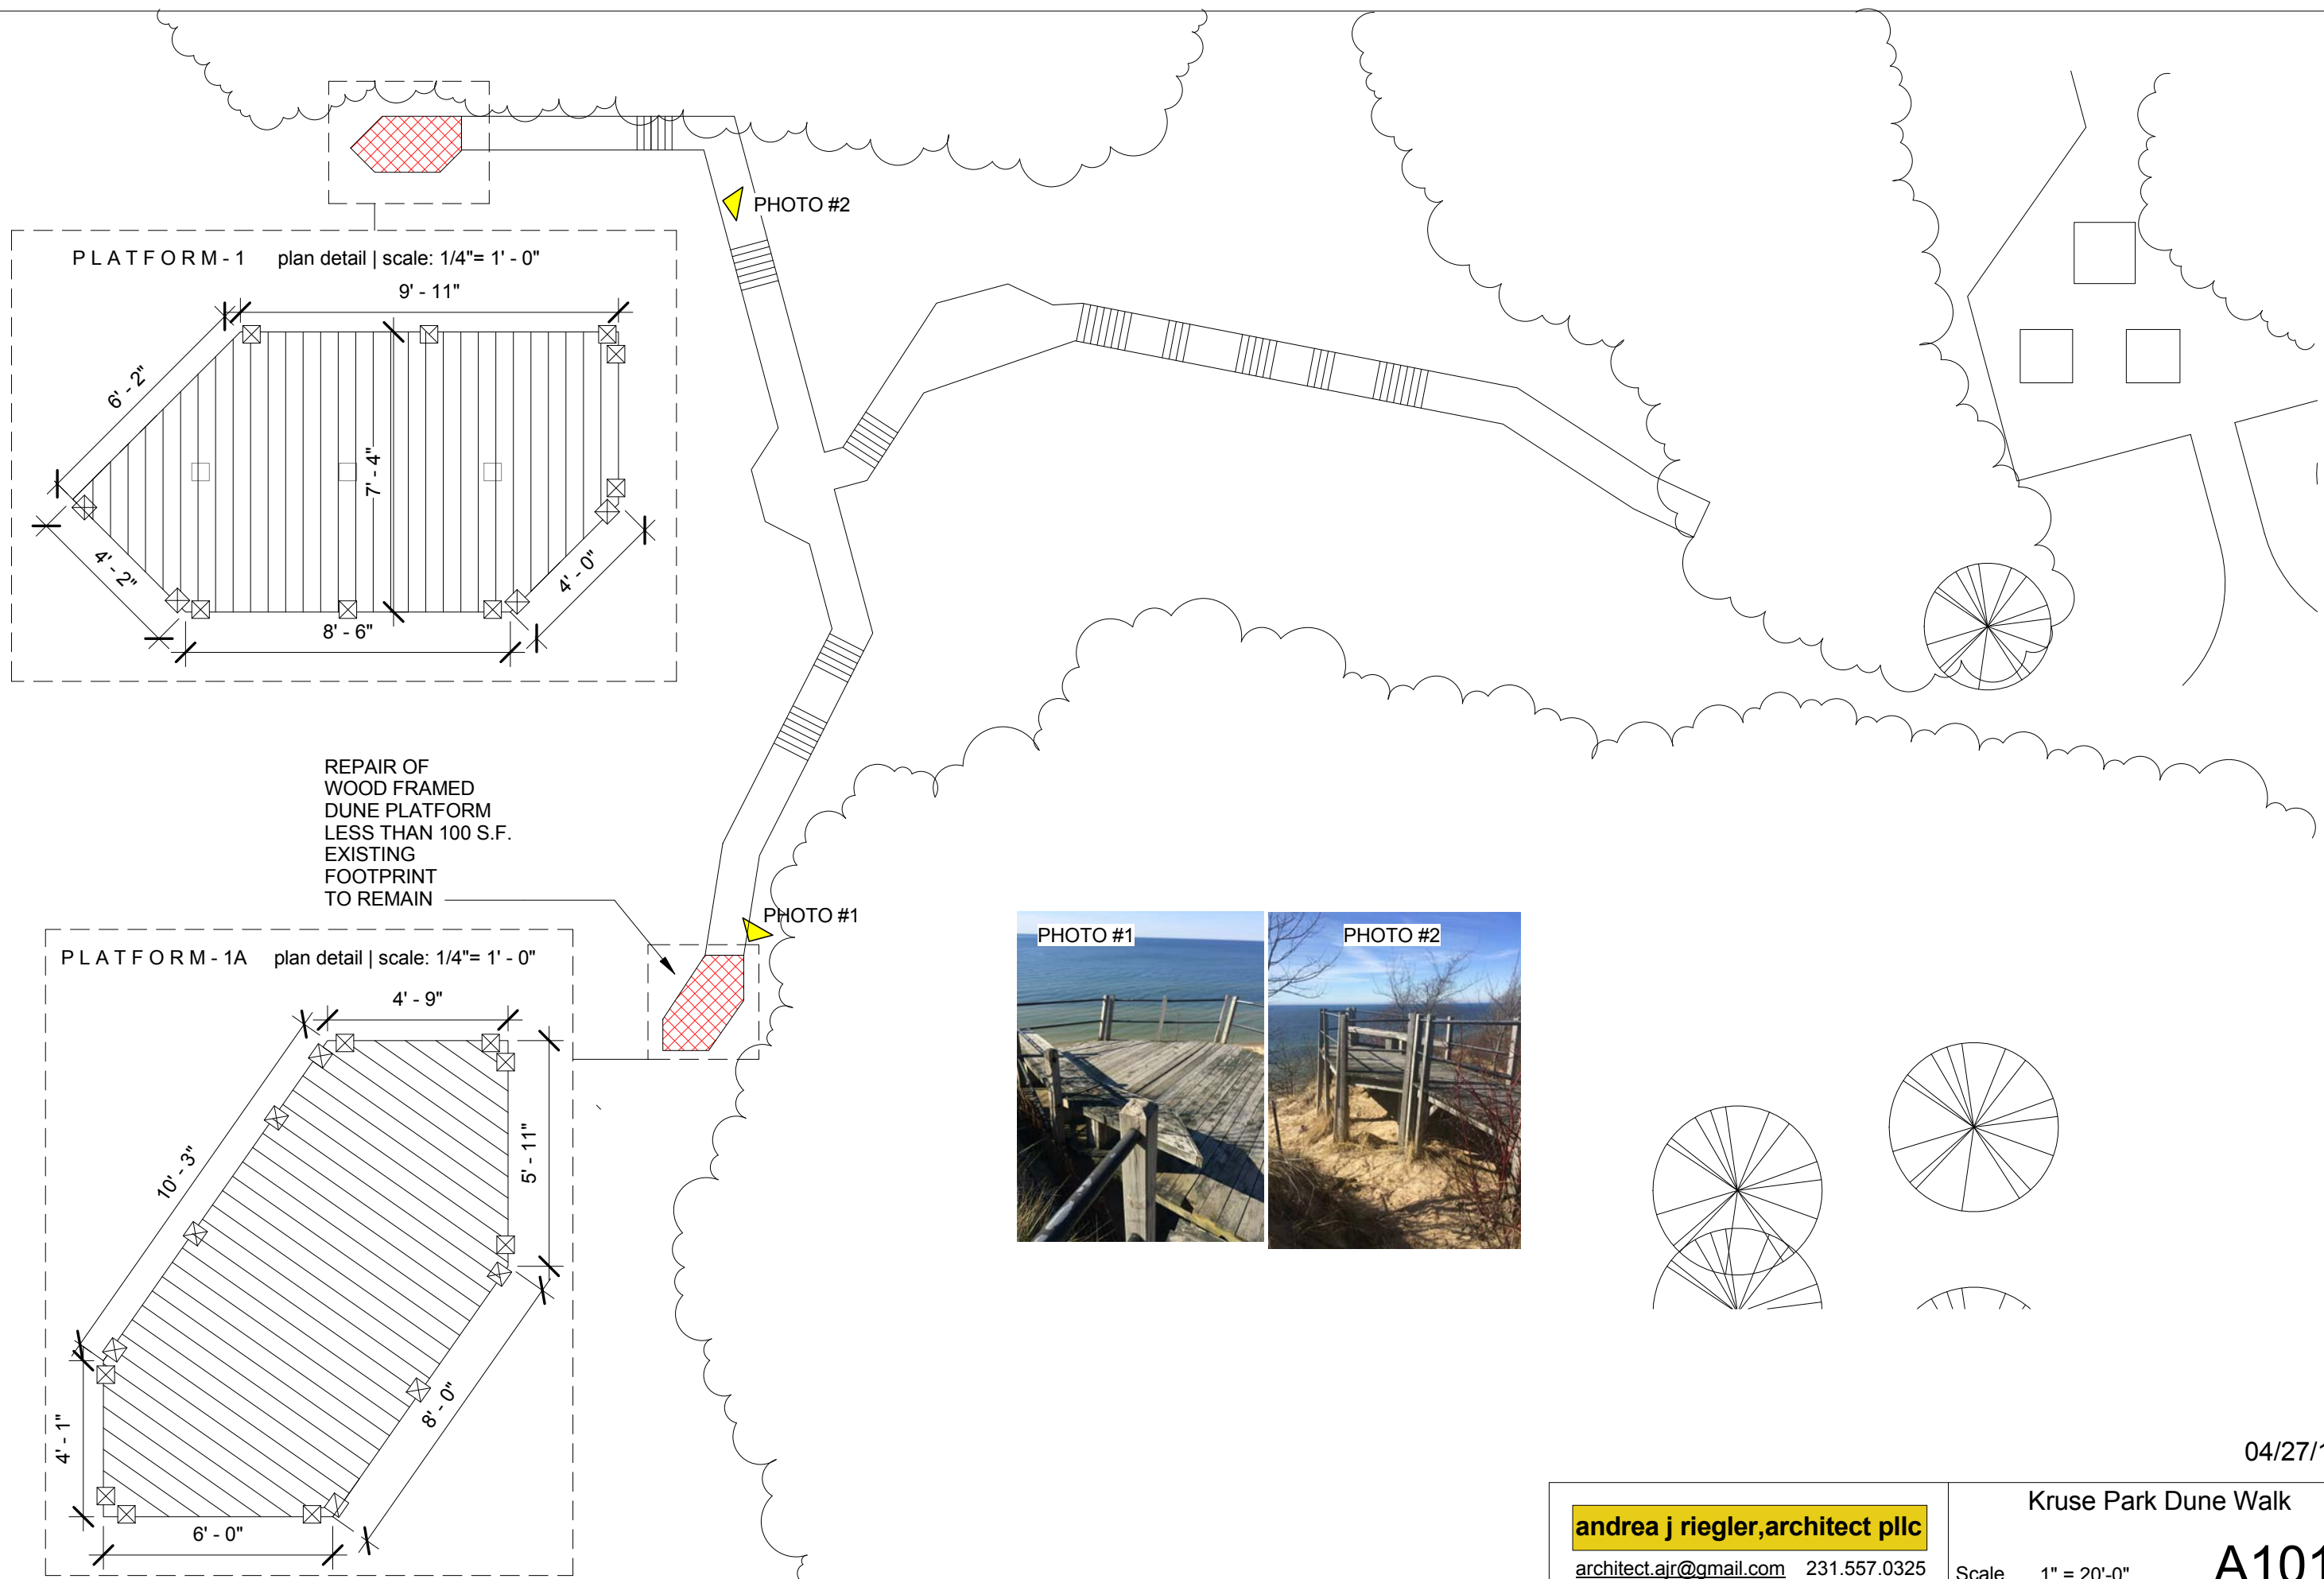 PHOTO #2
P L A T F O R M - 1 plan detail | scale: 1/4"= 1' - 0"
9' - 11"
6' - 2"
7' - 4"
4' - 2"
4' - 0"
8' - 6"
REPAIR OF
WOOD FRAMED
DUNE PLATFORM
LESS THAN 100 S.F.
EXISTING
FOOTPRINT
TO REMAIN
PHOTO #1
P L A T F O R M - 1A plan detail | scale: 1/4"= 1' - 0"
4' - 9"
10' - 3"
5' - 11"
8' - 0"
4' - 1"
6' - 0"
PHOTO #1
PHOTO #2
04/27/1
andrea j riegler,architect pllc
architect.ajr@gmail.com 231.557.0325
Kruse Park Dune Walk
Scale 1" = 20'-0"
A101